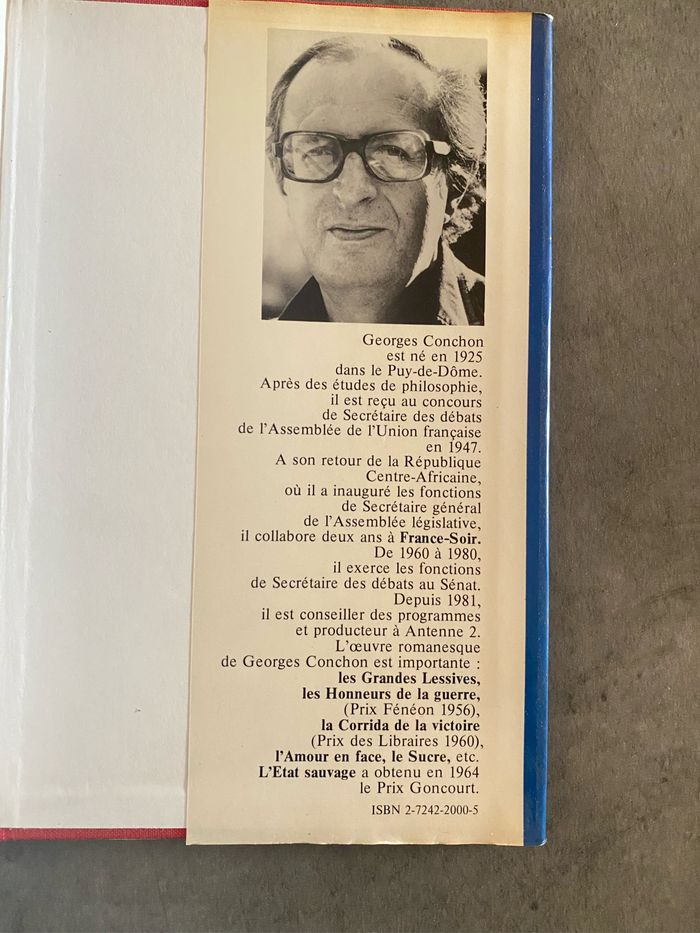 Georges Conchon
est né en 1925
dans le Puy-de-Dôme.
Après des études de philosophie,
il est reçu au concours
de Secrétaire des débats
de l'Assemblée de l'Union française
en 1947.
A son retour de la République
Centre-Africaine,
où il a inauguré les fonctions
de Secrétaire général
de l'Assemblée législative,
il collabore deux ans à France-Soir.
De 1960 à 1980,
il exerce les fonctions
de Secrétaire des débats au Sénat.
Depuis 1981,
il est conseiller des programmes
et producteur à Antenne 2.
L'œuvre romanesque
de Georges Conchon est importante :
les Grandes Lessives,
les Honneurs de la guerre,
(Prix Fénéon 1956),
la Corrida de la victoire
(Prix des Libraires 1960),
l'Amour en face, le Sucre, etc.
L'Etat sauvage a obtenu en 1964
le Prix Goncourt.
ISBN 2-7242-2000-5